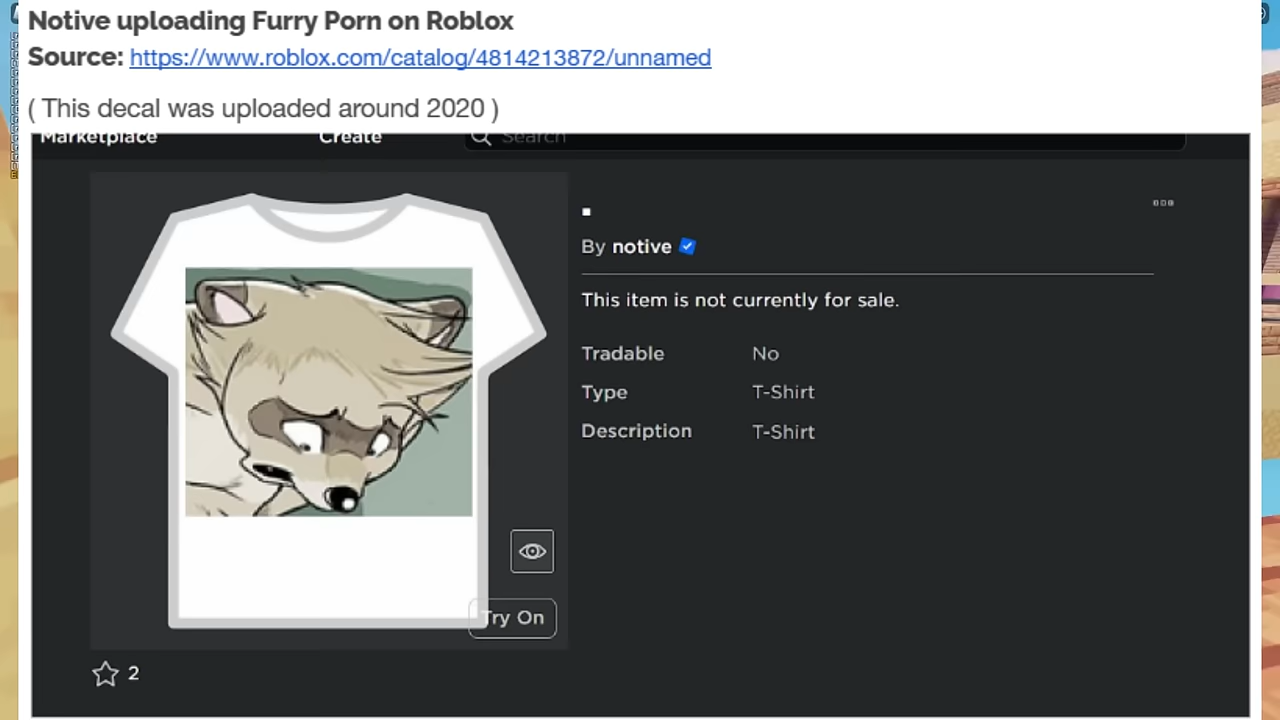 Notive uploading Furry Porn on Roblox
Source: https://www.roblox.com/catalog/4814213872/unnamed
( This decal was uploaded around 2020 )
Marketplace Create Search
.
By notive
This item is not currently for sale.
Tradable No
Type T-Shirt
Description T-Shirt
Try On
2